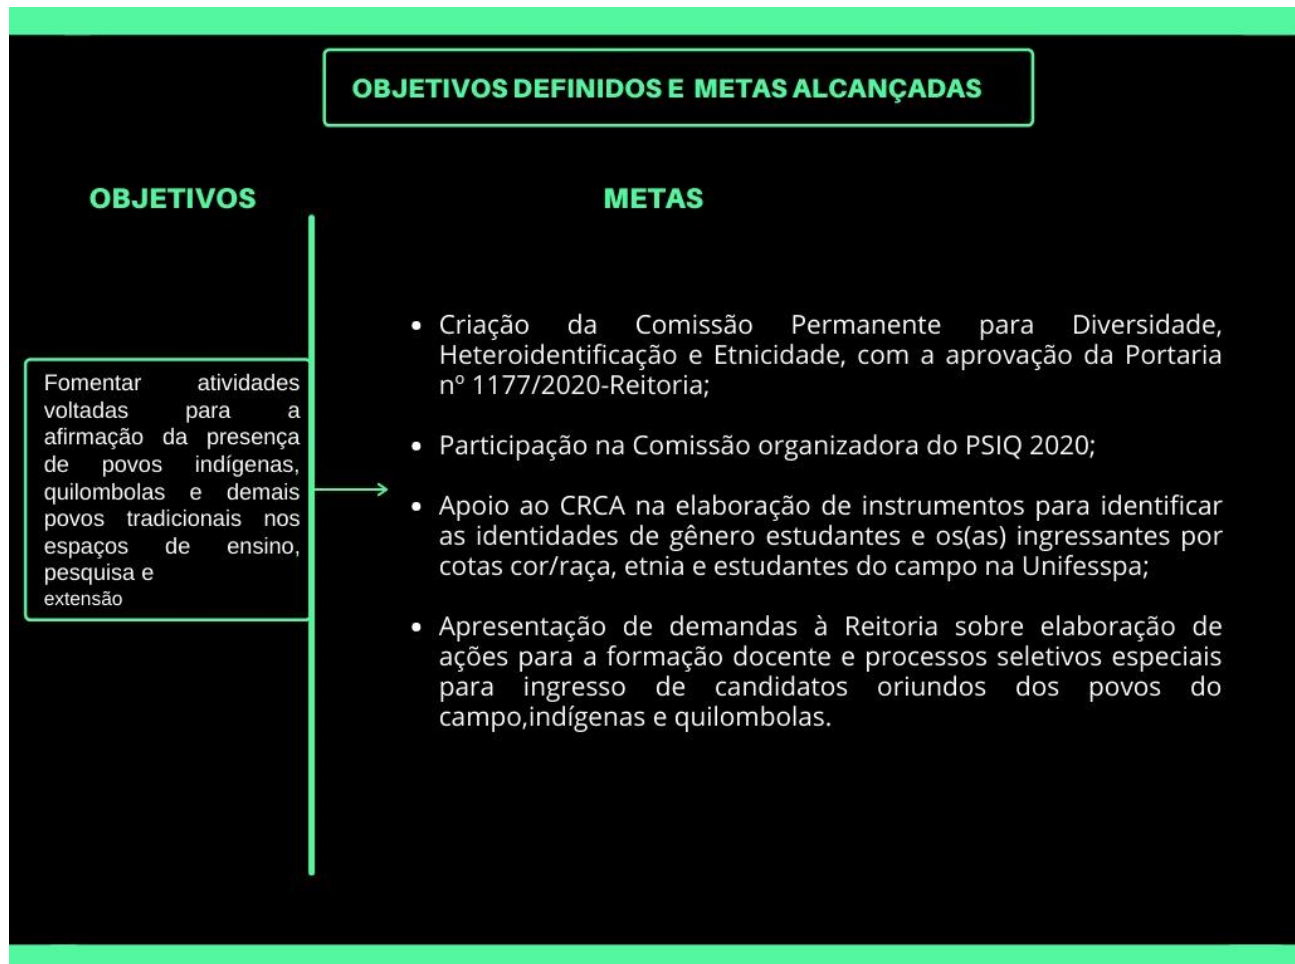 OBJETIVOS DEFINIDOS E METAS ALCANÇADAS
OBJETIVOS
METAS
Fomentar atividades
voltadas para a
afirmação da presença
de povos indígenas,
quilombolas e demais
povos tradicionais nos
espaços de ensino,
pesquisa e
extensão
• Criação da Comissão Permanente para Diversidade,
Heteroidentificação e Etnicidade, com a aprovação da Portaria
nº 1177/2020-Reitoria;
• Participação na Comissão organizadora do PSIQ 2020;
• Apoio ao CRCA na elaboração de instrumentos para identificar
as identidades de gênero estudantes e os(as) ingressantes por
cotas cor/raça, etnia e estudantes do campo na Unifesspa;
• Apresentação de demandas à Reitoria sobre elaboração de
ações para a formação docente e processos seletivos especiais
para ingresso de candidatos oriundos dos povos do
campo,indígenas e quilombolas.